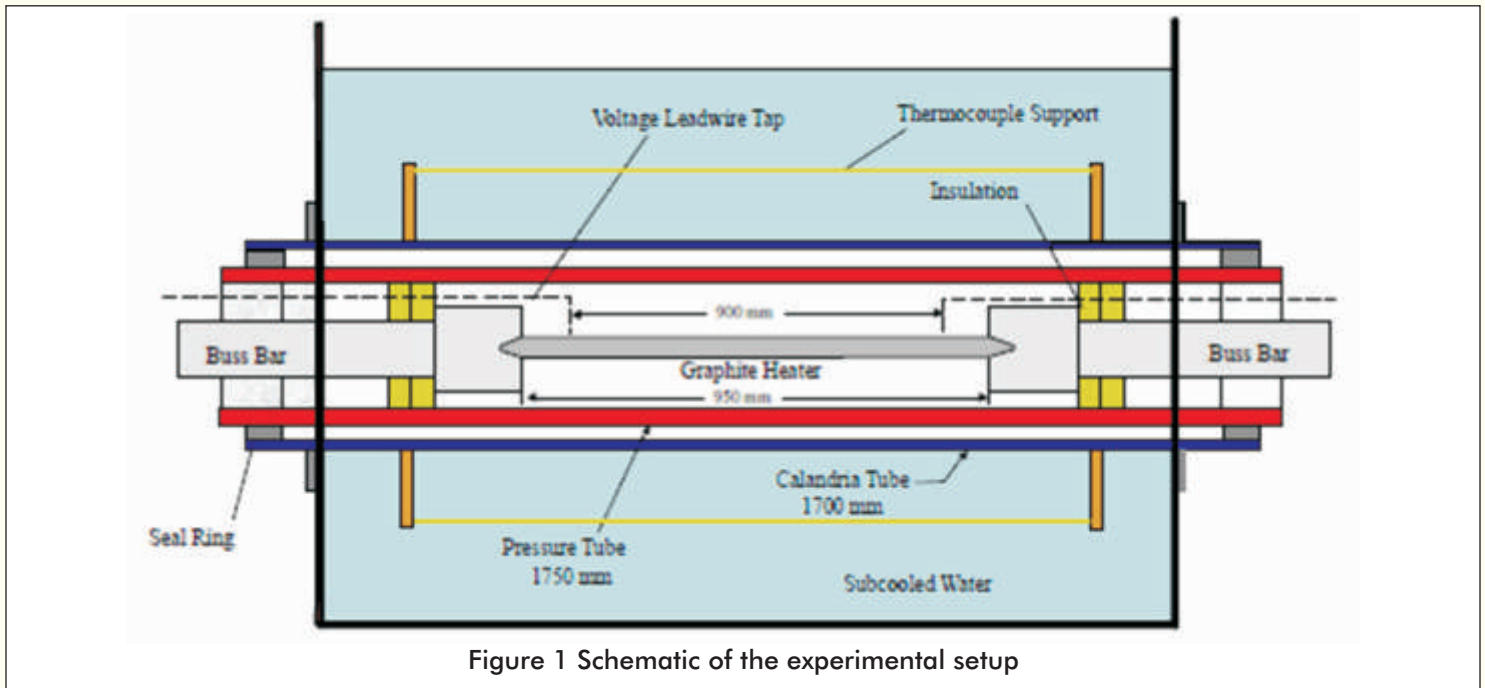 Voltage Leadwire Tap
Thermocouple Support
Insulation
900 mm
Buss Bar
Buss Bar
Graphite Heater
950 mm
Calandria Tube
1700 mm
Seal Ring
Pressure Tube
1750 mm
Subcooled Water
Figure 1 Schematic of the experimental setup